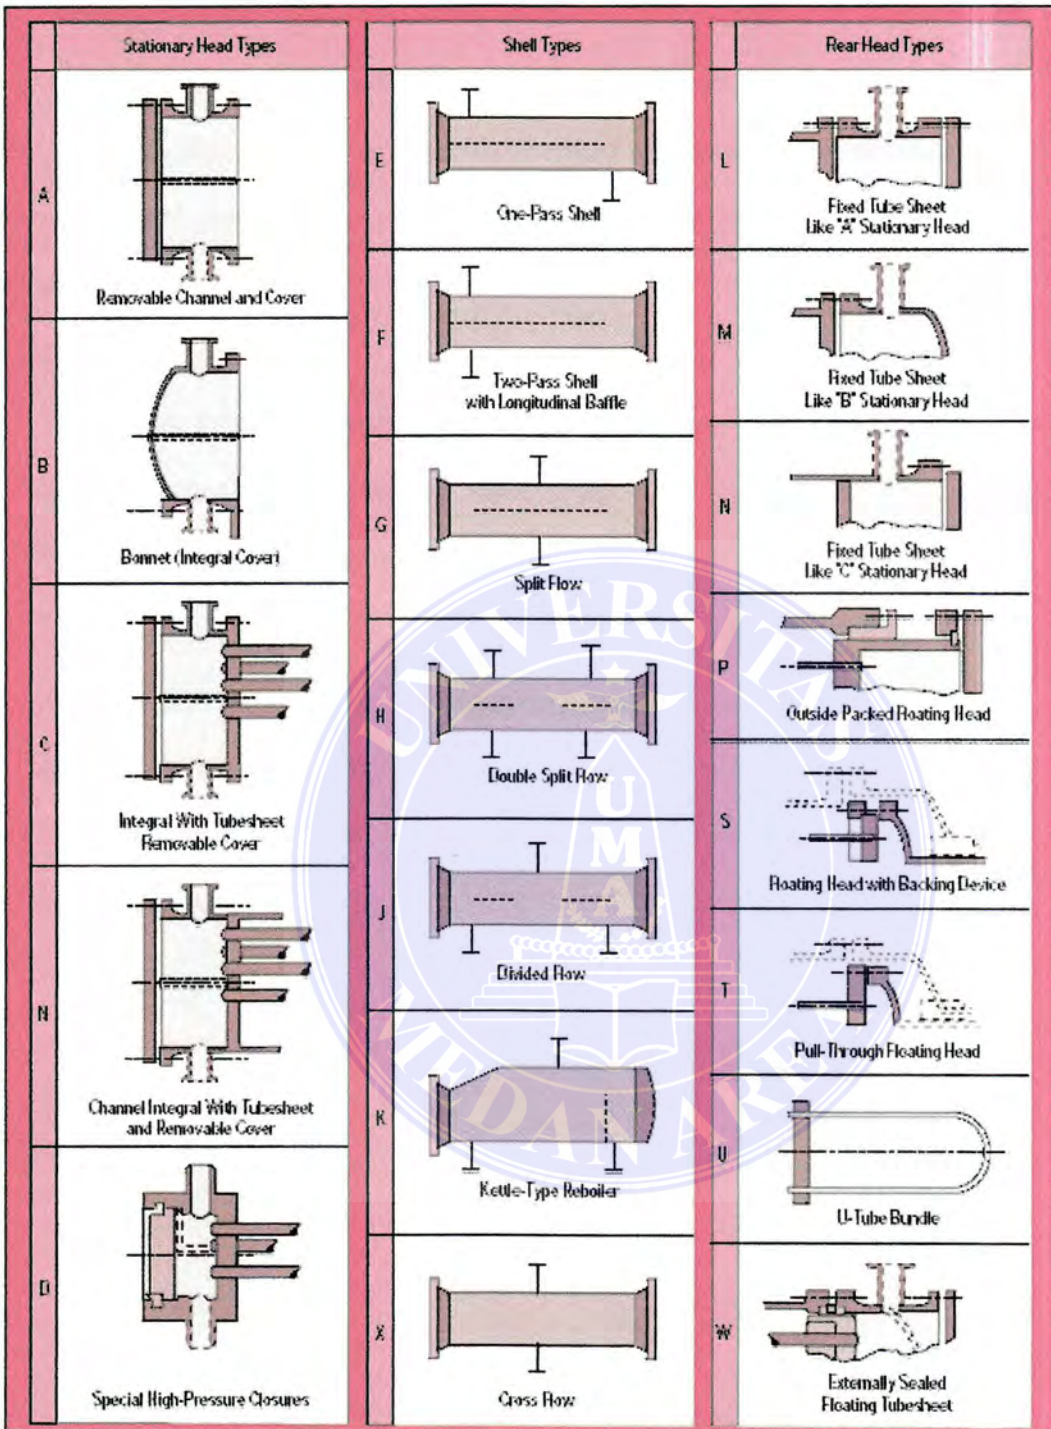 Stationary Head Types
A
Removable Channel and Cover
B
Bonnet (Integral Cover)
C
Integral With Tubesheet
Removable Cover
N
Channel Integral With Tubesheet
and Removable Cover
D
Special High-Pressure Closures
Shell Types
E
One-Pass Shell
F
Two-Pass Shell
with Longitudinal Baffle
G
Split Flow
H
Double Split Flow
J
Divided Flow
K
Kettle-Type Reboiler
X
Cross Flow
Rear Head Types
L
Fixed Tube Sheet
Like "A" Stationary Head
M
Fixed Tube Sheet
Like "B" Stationary Head
N
Fixed Tube Sheet
Like "C" Stationary Head
P
Outside Packed Floating Head
S
Floating Head with Backing Device
T
Pull-Through Floating Head
U
U-Tube Bundle
W
Externally Sealed
Floating Tubesheet
UNIVERSITAS
MEDAN AREA
UMA